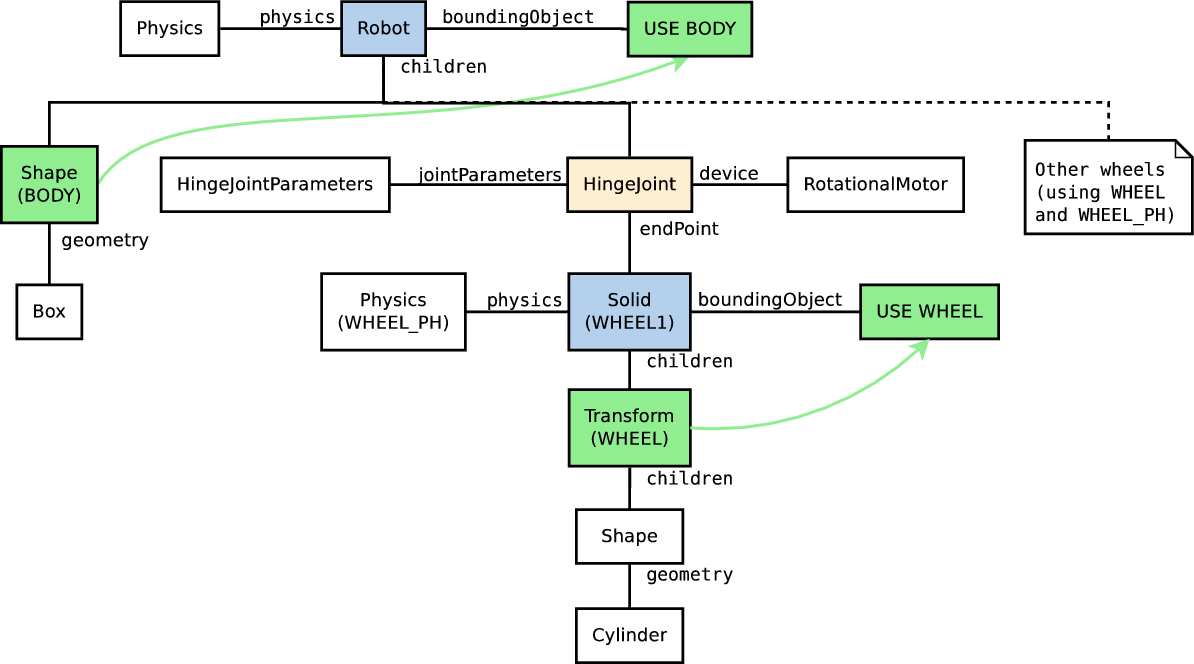 Physics
physics
Robot
boundingObject
USE BODY
children
Shape
(BODY)
HingeJointParameters
jointParameters
HingeJoint
device
RotationalMotor
Other wheels
(using WHEEL
and WHEEL_PH)
geometry
endPoint
Box
Physics
(WHEEL_PH)
physics
Solid
(WHEEL1)
boundingObject
USE WHEEL
children
Transform
(WHEEL)
children
Shape
geometry
Cylinder